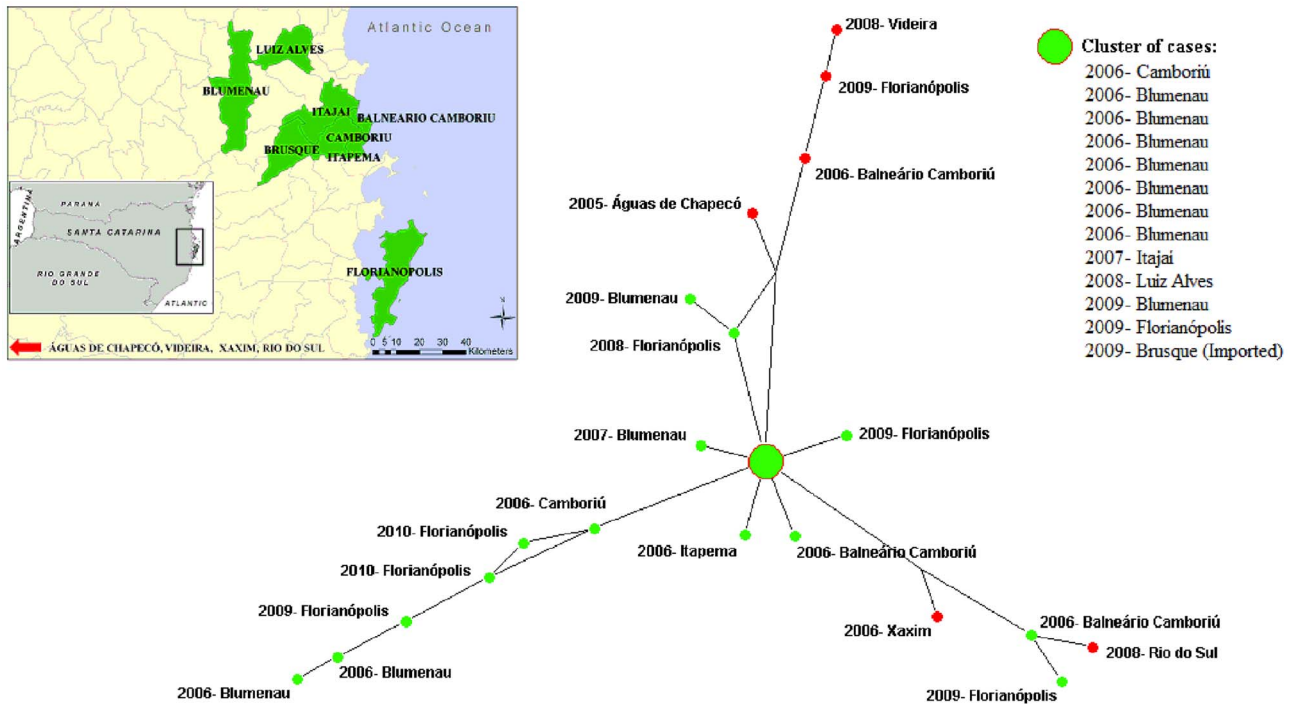 Atlantic Ocean
LUIZ ALVES
BLUMENAU
ITAJAI
BALNEARIO CAMBORIU
CAMBORIU
BRUSQUE
ITAPEMA
FLORIANOPOLIS
ARGENTINA
PARANA
SANTA CATARINA
RIO GRANDE
DO SUL
ATLANTIC
N
0 5 10 20 30 40
Kilometers
ÁGUAS DE CHAPECÓ, VIDEIRA, XAXIM, RIO DO SUL
2008- Videira
2009- Florianópolis
2006- Balneário Camboriú
2005- Águas de Chapecó
2009- Blumenau
2008- Florianópolis
2007- Blumenau
2009- Florianópolis
2006- Camboriú
2010- Florianópolis
2010- Florianópolis
2009- Florianópolis
2006- Blumenau
2006- Blumenau
2006- Itapema
2006- Balneário Camboriú
2006- Xaxim
2006- Balneário Camboriú
2008- Rio do Sul
2009- Florianópolis
Cluster of cases:
2006- Camboriú
2006- Blumenau
2006- Blumenau
2006- Blumenau
2006- Blumenau
2006- Blumenau
2006- Blumenau
2006- Blumenau
2007- Itajai
2008- Luiz Alves
2009- Blumenau
2009- Florianópolis
2009- Brusque (Imported)